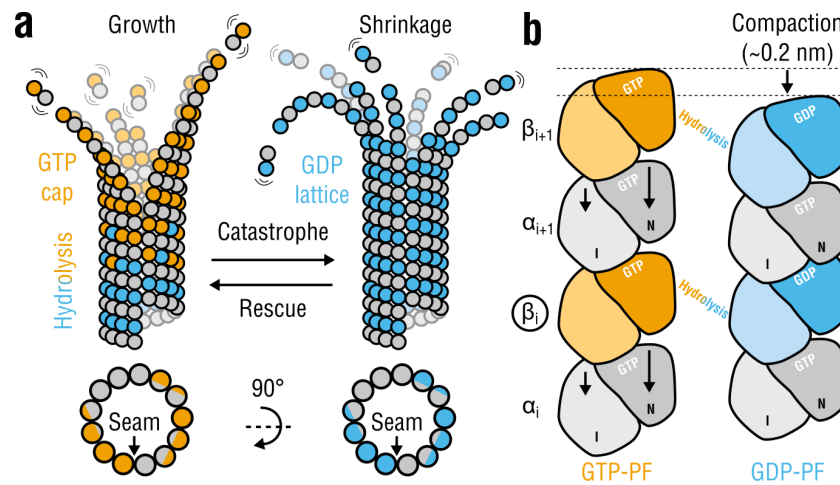 a
Growth
Shrinkage
GTP
cap
GDP
lattice
Hydrolysis
Catastrophe
Rescue
Seam
90°
Seam
b
Compaction
(~0.2 nm)
βi+1
GTP
Hydrolysis
GDP
αi+1
GTP
I
N
GTP
I
N
βi
GTP
Hydrolysis
GDP
αi
GTP
I
N
GTP
I
N
GTP-PF
GDP-PF